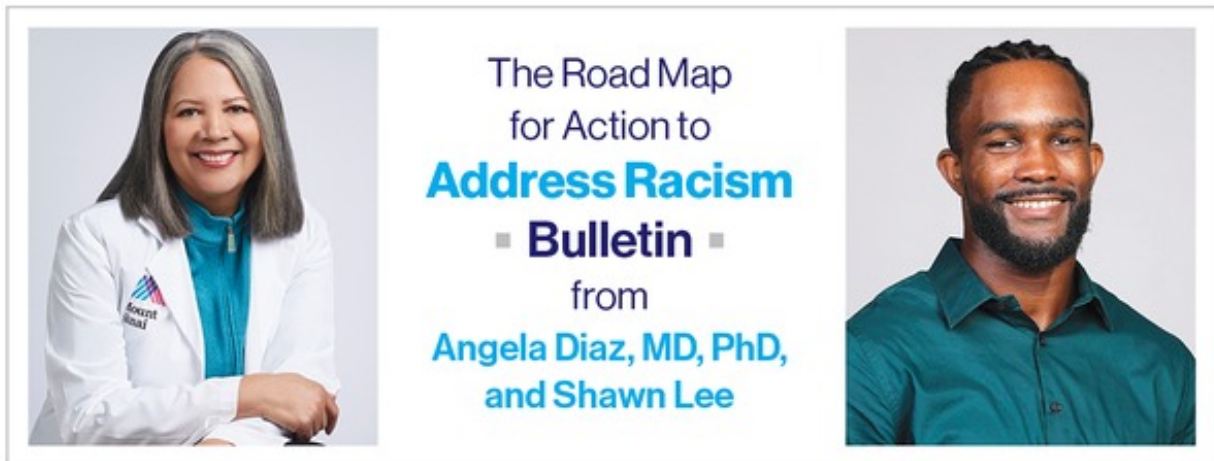 The Road Map
for Action to
Address Racism
Bulletin
from
Angela Diaz, MD, PhD,
and Shawn Lee
Mount
Sinai